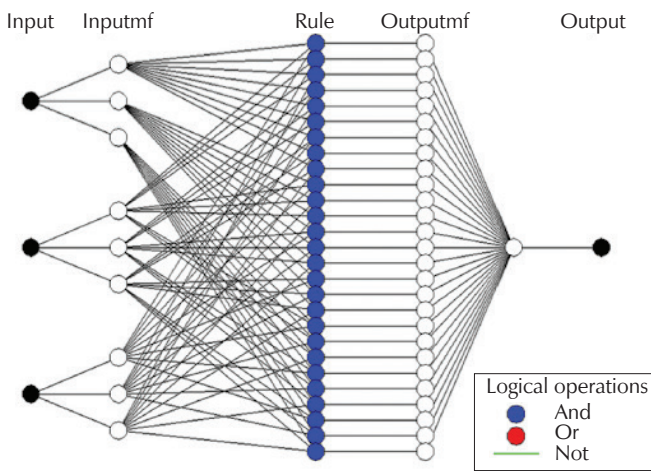 Input Inputmf Rule Outputmf Output
Logical operations
And
Or
Not